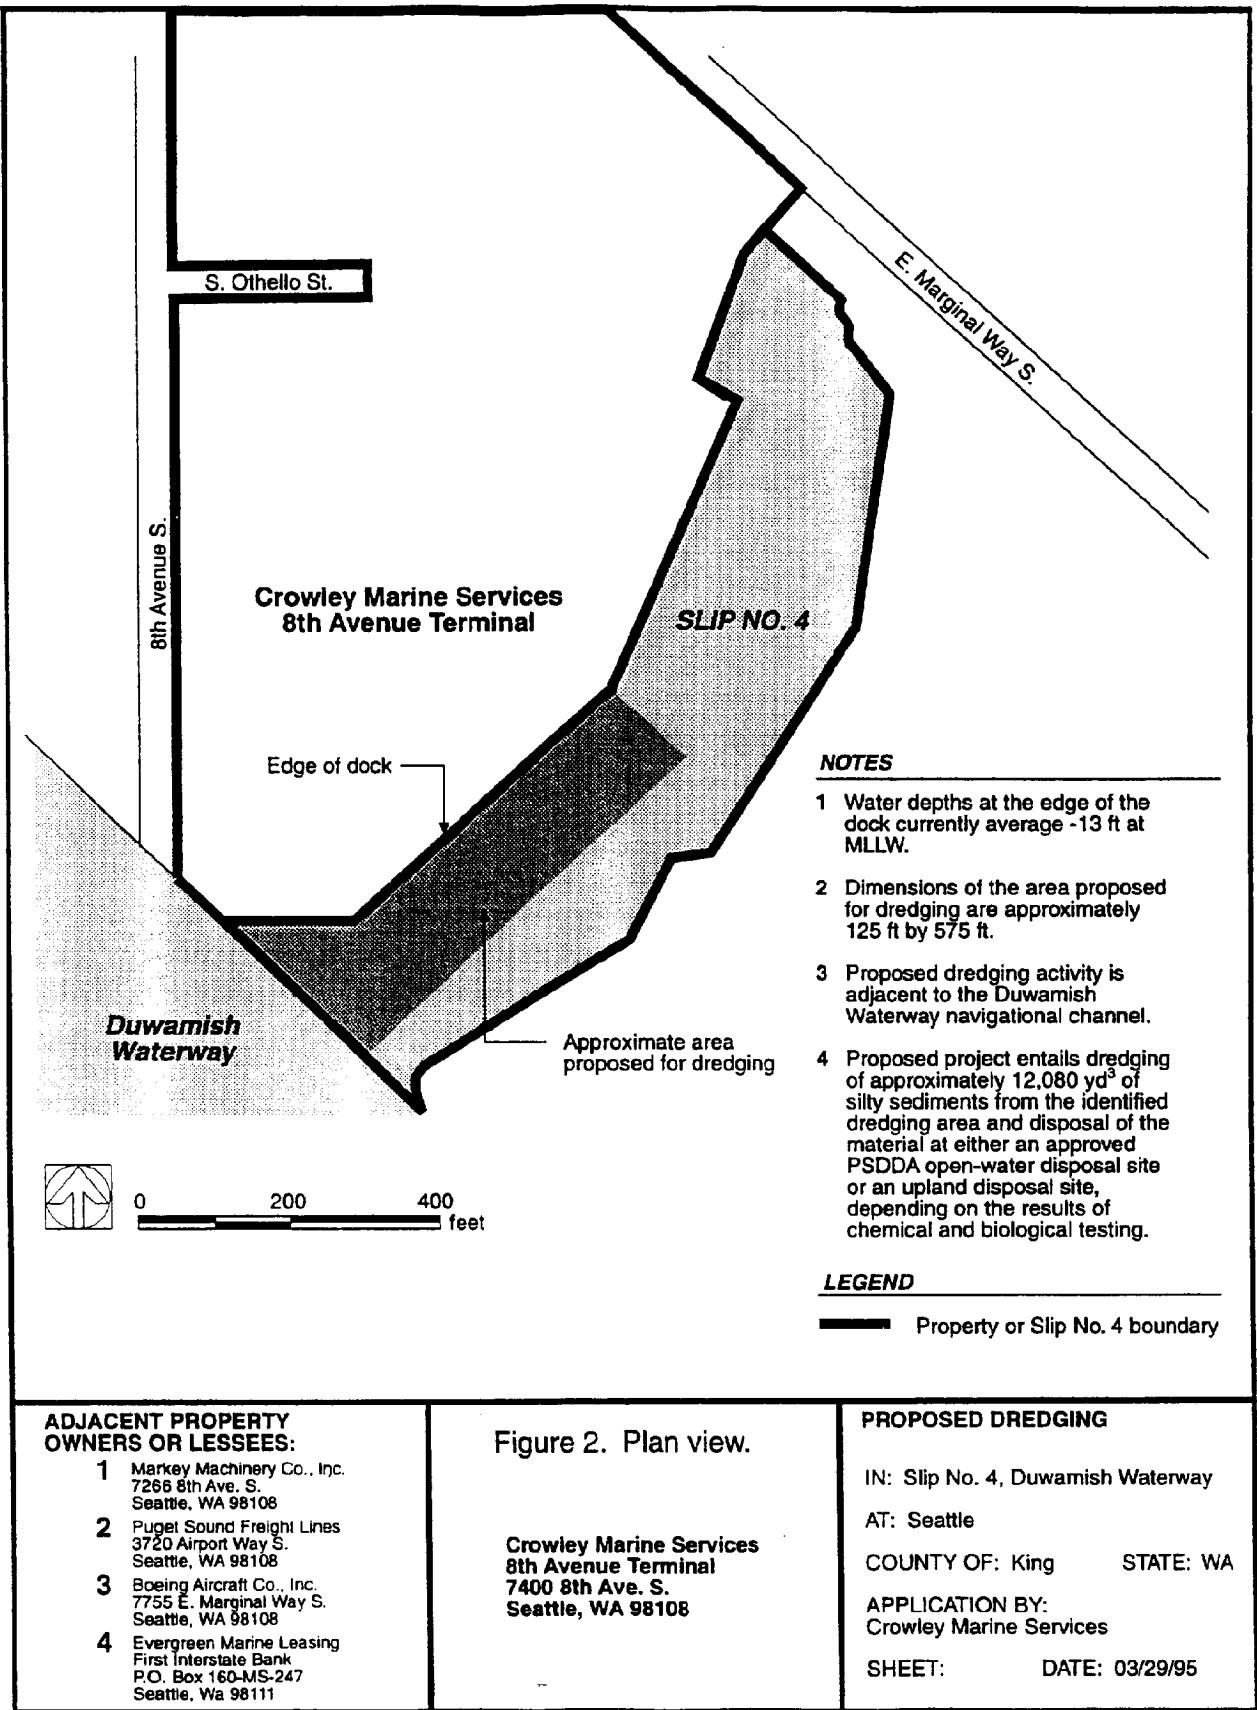 S. Othello St.
E. Marginal Way S.
8th Avenue S.
Crowley Marine Services
8th Avenue Terminal
SLIP NO. 4
Edge of dock
Duwamish
Waterway
Approximate area
proposed for dredging
0 200 400
feet
NOTES
1 Water depths at the edge of the
dock currently average -13 ft at
MLLW.
2 Dimensions of the area proposed
for dredging are approximately
125 ft by 575 ft.
3 Proposed dredging activity is
adjacent to the Duwamish
Waterway navigational channel.
4 Proposed project entails dredging
of approximately 12,080 yd³ of
silty sediments from the identified
dredging area and disposal of the
material at either an approved
PSDDA open-water disposal site
or an upland disposal site,
depending on the results of
chemical and biological testing.
LEGEND
Property or Slip No. 4 boundary
ADJACENT PROPERTY
OWNERS OR LESSEES:
1 Markey Machinery Co., Inc.
7266 8th Ave. S.
Seattle, WA 98108
2 Puget Sound Freight Lines
3720 Airport Way S.
Seattle, WA 98108
3 Boeing Aircraft Co., Inc.
7755 E. Marginal Way S.
Seattle, WA 98108
4 Evergreen Marine Leasing
First Interstate Bank
P.O. Box 160-MS-247
Seattle, Wa 98111
Figure 2. Plan view.
Crowley Marine Services
8th Avenue Terminal
7400 8th Ave. S.
Seattle, WA 98108
PROPOSED DREDGING
IN: Slip No. 4, Duwamish Waterway
AT: Seattle
COUNTY OF: King STATE: WA
APPLICATION BY:
Crowley Marine Services
SHEET: DATE: 03/29/95